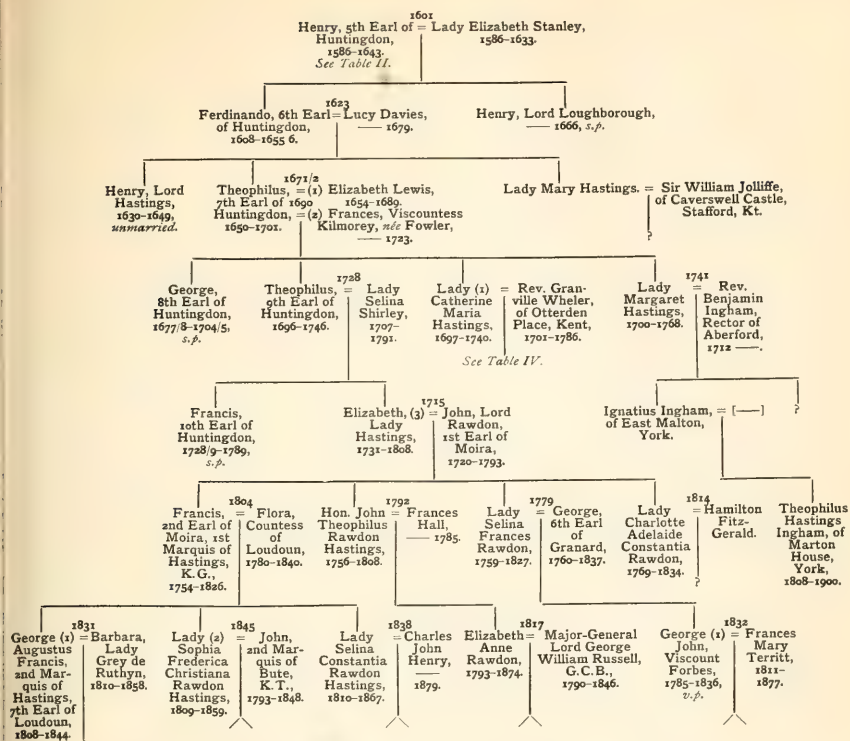 1601
Henry, 5th Earl of = Lady Elizabeth Stanley,
Huntingdon, 1586–1633.
1586–1643.
See Table II.
1623
Ferdinando, 6th Earl = Lucy Davies,
of Huntingdon, —— 1679.
1608–1655 6.
Henry, Lord Loughborough,
—— 1666, s.p.
Henry, Lord
Hastings,
1630–1649,
unmarried.
1671/2
Theophilus, = (1) Elizabeth Lewis,
7th Earl of 1690 1654–1689.
Huntingdon, = (2) Frances, Viscountess
1650–1701. Kilmorey, née Fowler,
—— 1723.
Lady Mary Hastings. = Sir William Jolliffe,
of Caverswell Castle,
Stafford, Kt.
?
George,
8th Earl of
Huntingdon,
1677/8–1704/5,
s.p.
1728
Theophilus, = Lady
9th Earl of Selina
Huntingdon, Shirley,
1696–1746. 1707–
1791.
Lady (1) = Rev. Gran-
Catherine ville Wheler,
Maria of Otterden
Hastings, Place, Kent,
1697–1740. 1701–1786.
See Table IV.
1741
Lady = Rev.
Margaret Benjamin
Hastings, Ingham,
1700–1768. Rector of
Aberford,
1712 ——.
Francis,
10th Earl of
Huntingdon,
1728/9–1789,
s.p.
1715
Elizabeth, (3) = John, Lord
Lady Rawdon,
Hastings, 1st Earl of
1731–1808. Moira,
1720–1793.
Ignatius Ingham, = [——]
of East Malton,
York.
?
1804
Francis, = Flora,
2nd Earl of Countess
Moira, 1st of
Marquis of Loudoun,
Hastings, 1780–1840.
K.G.,
1754–1826.
1792
Hon. John = Frances
Theophilus Hall,
Rawdon —— 1785.
Hastings,
1756–1808.
1779
Lady = George,
Selina 6th Earl
Frances of
Rawdon, Granard,
1759–1827. 1760–1837.
1814
Lady = Hamilton
Charlotte Fitz-
Adelaide Gerald.
Constantia
Rawdon,
1769–1834.
?
Theophilus
Hastings
Ingham, of
Marton
House,
York,
1808–1900.
1831
George (1) = Barbara,
Augustus Lady
Francis, Grey de
2nd Mar- Ruthyn,
quis of 1810–1858.
Hastings,
7th Earl of
Loudoun,
1808–1844.
1845
Lady (2) = John,
Sophia 2nd Mar-
Frederica quis of
Christiana Bute,
Rawdon K.T.,
Hastings, 1793–1848.
1809–1859.
1838
Lady = Charles
Selina John
Constantia Henry,
Rawdon ——
Hastings, 1879.
1810–1867.
1817
Elizabeth = Major-General
Anne Lord George
Rawdon, William Russell,
1793–1874. G.C.B.,
1790–1846.
1832
George (1) = Frances
John, Mary
Viscount Territt,
Forbes, 1811–
1785–1836, 1877.
v.p.